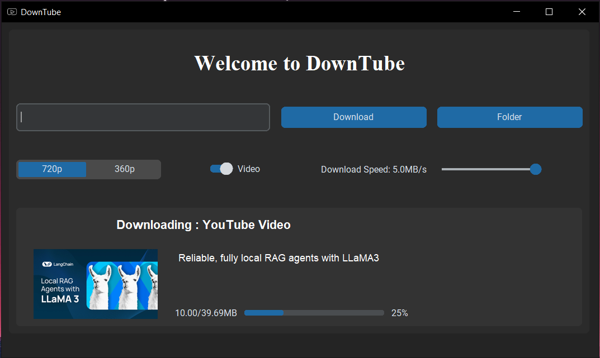 DownTube
Welcome to DownTube
Download
Folder
720p
360p
Video
Download Speed: 5.0MB/s
Downloading : YouTube Video
LangChain
Local RAG
Agents with
LLaMA 3
Reliable, fully local RAG agents with LLaMA3
10.00/39.69MB
25%